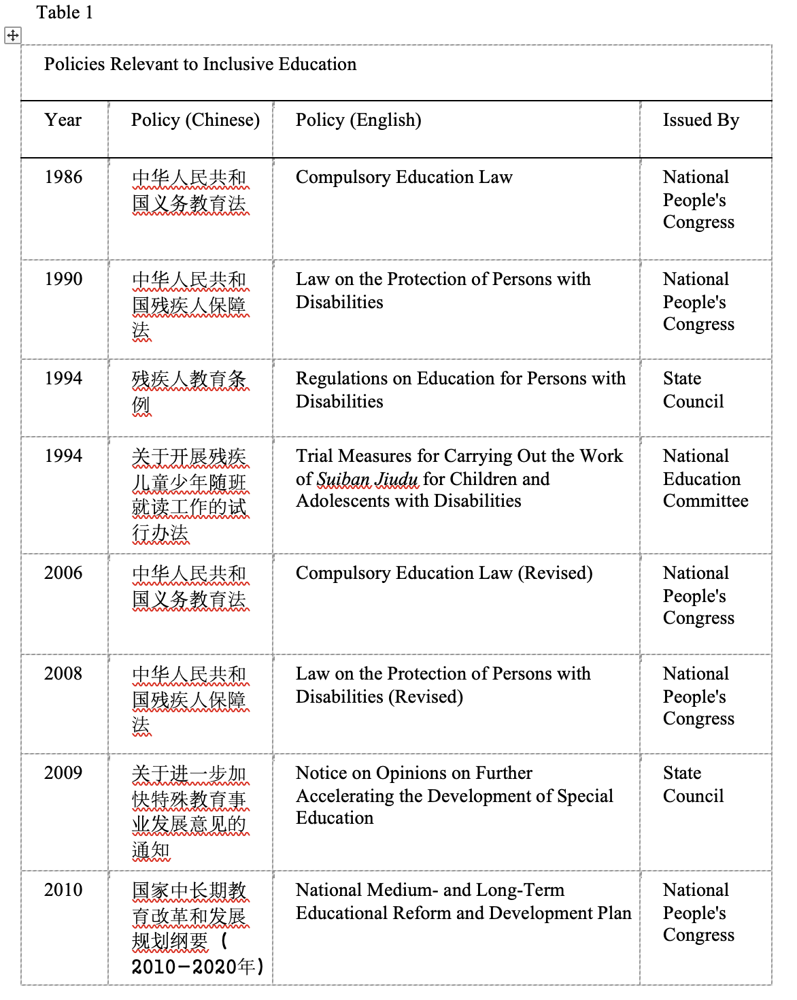 Table 1
Policies Relevant to Inclusive Education
Year
Policy (Chinese)
Policy (English)
Issued By
1986
中华人民共和
国义务教育法
Compulsory Education Law
National
People's
Congress
1990
中华人民共和
国残疾人保障
法
Law on the Protection of Persons with
Disabilities
National
People's
Congress
1994
残疾人教育条
例
Regulations on Education for Persons with
Disabilities
State
Council
1994
关于开展残疾
儿童少年随班
就读工作的试
行办法
Trial Measures for Carrying Out the Work
of Suiban Jiudu for Children and
Adolescents with Disabilities
National
Education
Committee
2006
中华人民共和
国义务教育法
Compulsory Education Law (Revised)
National
People's
Congress
2008
中华人民共和
国残疾人保障
法
Law on the Protection of Persons with
Disabilities (Revised)
National
People's
Congress
2009
关于进一步加
快特殊教育事
业发展意见的
通知
Notice on Opinions on Further
Accelerating the Development of Special
Education
State
Council
2010
国家中长期教
育改革和发展
规划纲要（
2010-2020年)
National Medium- and Long-Term
Educational Reform and Development Plan
National
People's
Congress